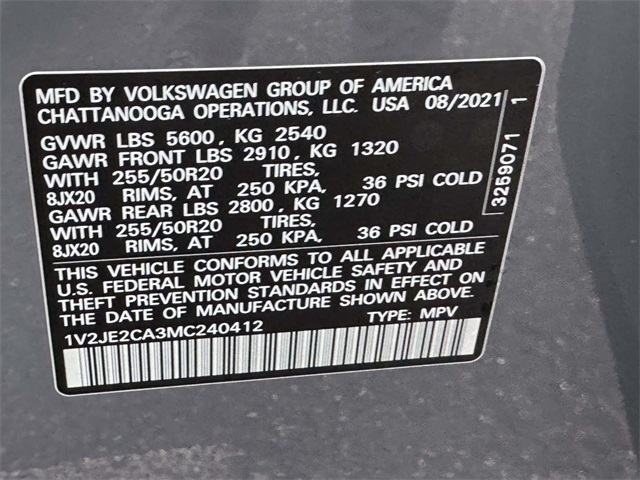 MFD BY VOLKSWAGEN GROUP OF AMERICA
CHATTANOOGA OPERATIONS, LLC. USA 08/2021
GVWR LBS 5600, KG 2540
GAWR FRONT LBS 2910, KG 1320
WITH 255/50R20 TIRES,
8JX20 RIMS, AT 250 KPA, 36 PSI COLD
GAWR REAR LBS 2800, KG 1270
WITH 255/50R20 TIRES,
8JX20 RIMS, AT 250 KPA, 36 PSI COLD
THIS VEHICLE CONFORMS TO ALL APPLICABLE
U.S. FEDERAL MOTOR VEHICLE SAFETY AND
THEFT PREVENTION STANDARDS IN EFFECT ON
THE DATE OF MANUFACTURE SHOWN ABOVE.
1V2JE2CA3MC240412 TYPE: MPV
3259071 1